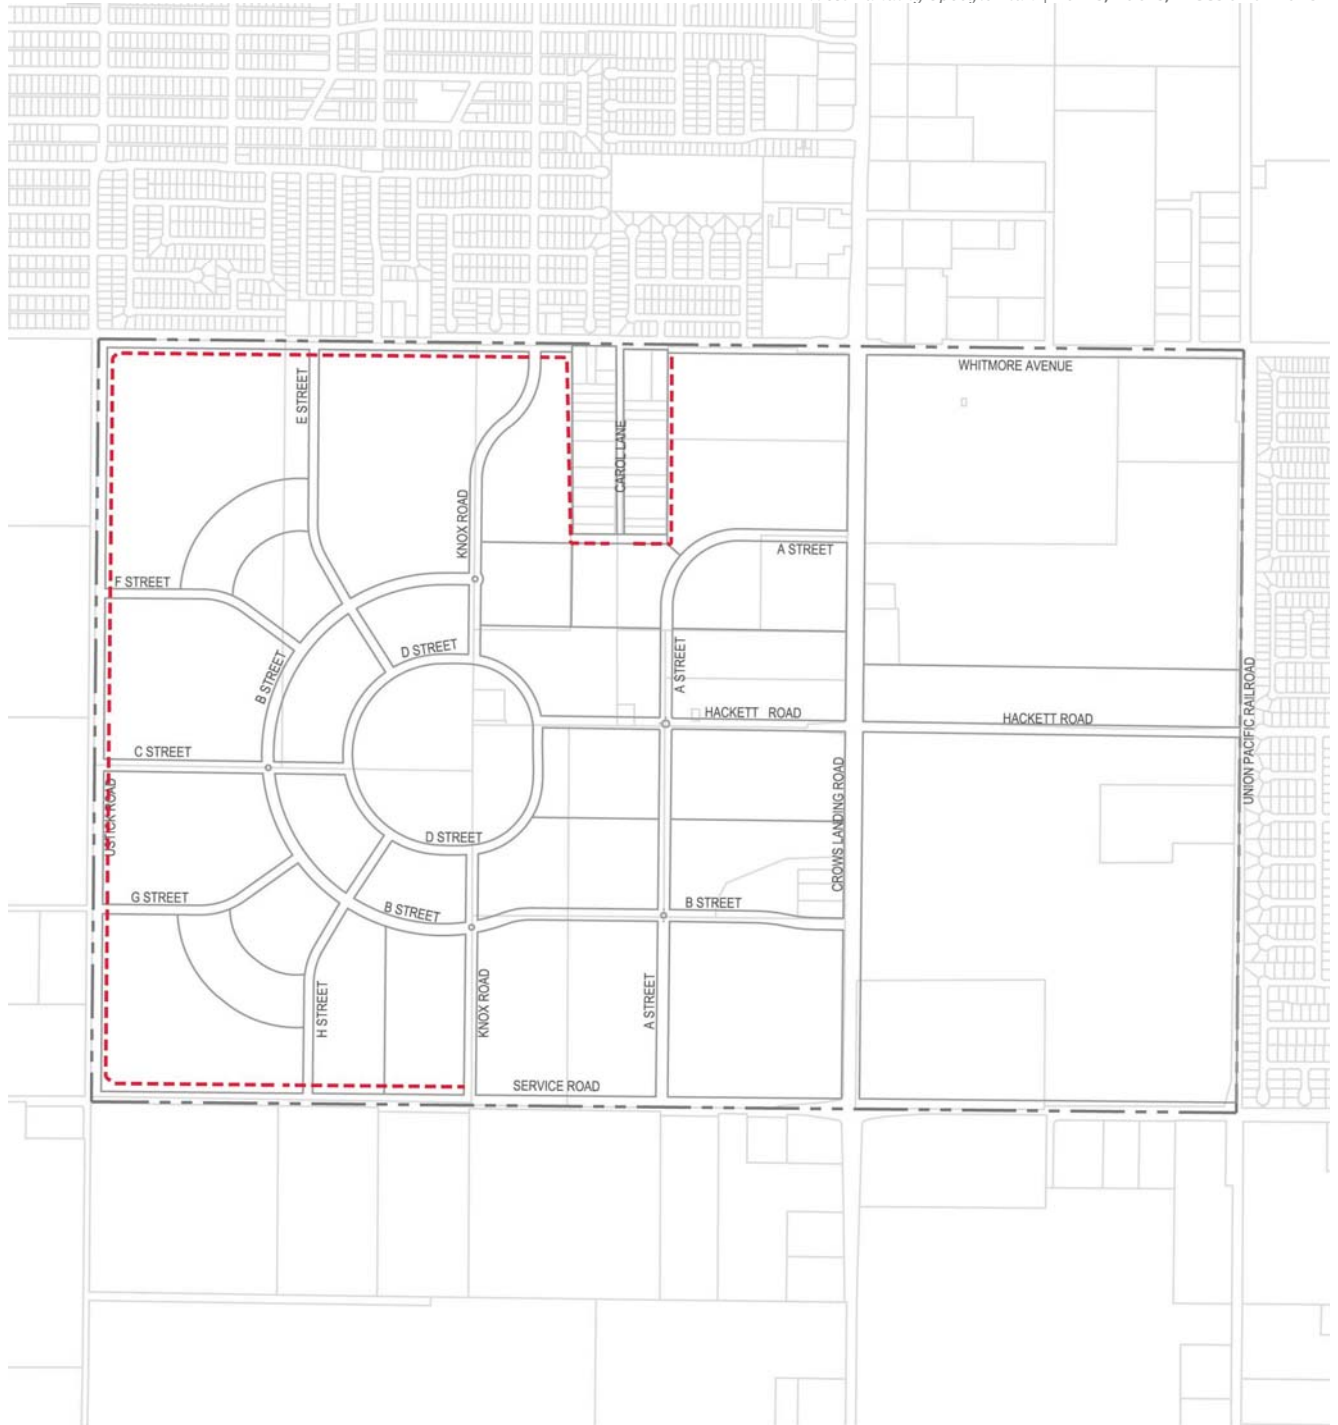 WHITMORE AVENUE
E STREET
CAROL LANE
KNOX ROAD
A STREET
F STREET
D STREET
B STREET
A STREET
UNION PACIFIC RAILROAD
HACKETT ROAD
HACKETT ROAD
C STREET
USTICK ROAD
CROWS LANDING ROAD
D STREET
G STREET
B STREET
B STREET
H STREET
KNOX ROAD
A STREET
SERVICE ROAD